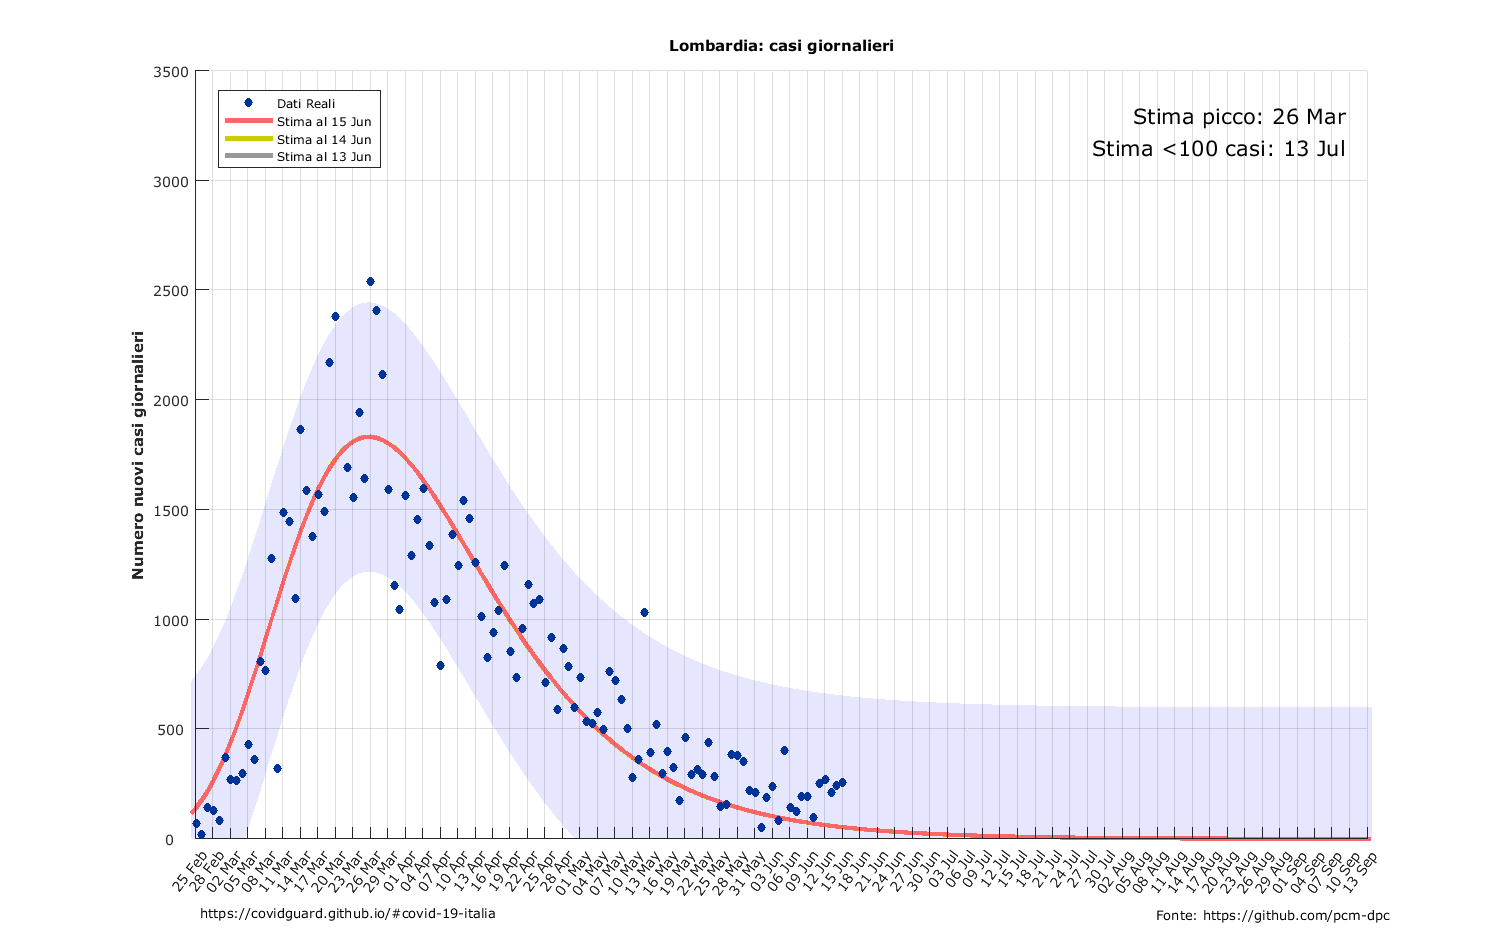 Lombardia: casi giornalieri
3500
3000
2500
2000
1500
1000
500
0
Numero nuovi casi giornalieri
Dati Reali
Stima al 15 Jun
Stima al 14 Jun
Stima al 13 Jun
Stima picco: 26 Mar
Stima <100 casi: 13 Jul
25 Feb
28 Feb
02 Mar
05 Mar
08 Mar
11 Mar
14 Mar
17 Mar
20 Mar
23 Mar
26 Mar
29 Mar
01 Apr
04 Apr
07 Apr
10 Apr
13 Apr
16 Apr
19 Apr
22 Apr
25 Apr
28 Apr
01 May
04 May
07 May
10 May
13 May
16 May
19 May
22 May
25 May
28 May
31 May
03 Jun
06 Jun
09 Jun
12 Jun
15 Jun
18 Jun
21 Jun
24 Jun
27 Jun
30 Jun
03 Jul
06 Jul
09 Jul
12 Jul
15 Jul
18 Jul
21 Jul
24 Jul
27 Jul
30 Jul
02 Aug
05 Aug
08 Aug
11 Aug
14 Aug
17 Aug
20 Aug
23 Aug
26 Aug
29 Aug
01 Sep
04 Sep
07 Sep
10 Sep
13 Sep
https://covidguard.github.io/#covid-19-italia
Fonte: https://github.com/pcm-dpc